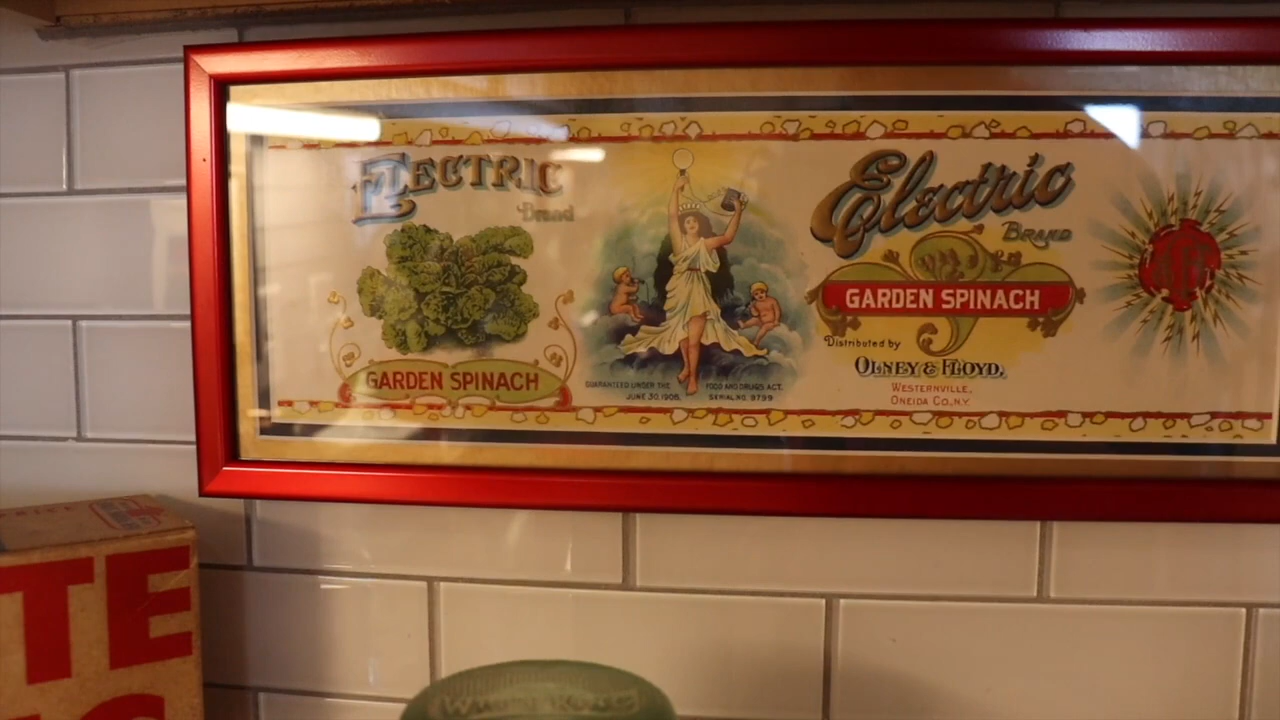 ELECTRIC
Brand
GARDEN SPINACH
GUARANTEED UNDER THE FOOD AND DRUGS ACT.
JUNE 30, 1906. SERIAL NO. 9799
Electric
BRAND
GARDEN SPINACH
Distributed by
OLNEY & FLOYD.
WESTERNVILLE,
ONEIDA CO., N.Y.
TE